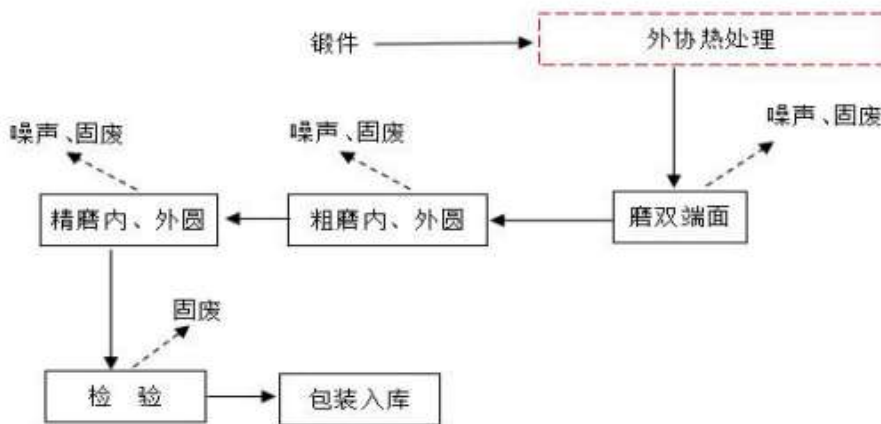 锻件
外协热处理
噪声、固废
噪声、固废
噪声、固废
精磨内、外圆
粗磨内、外圆
磨双端面
固废
检 验
包装入库